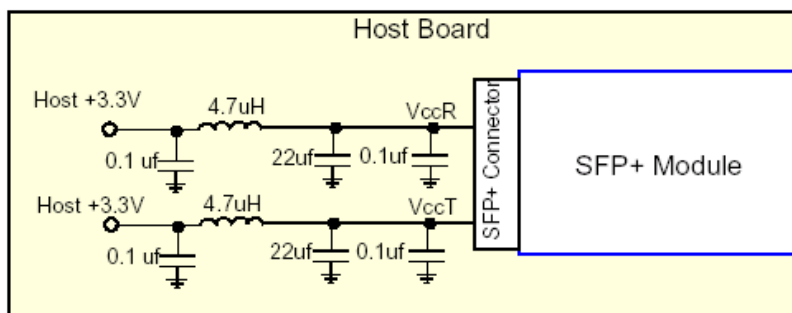 Host Board
Host +3.3V
4.7uH
VccR
0.1 uf
22uf
0.1uf
Host +3.3V
4.7uH
VccT
0.1 uf
22uf
0.1uf
SFP+ Connector
SFP+ Module